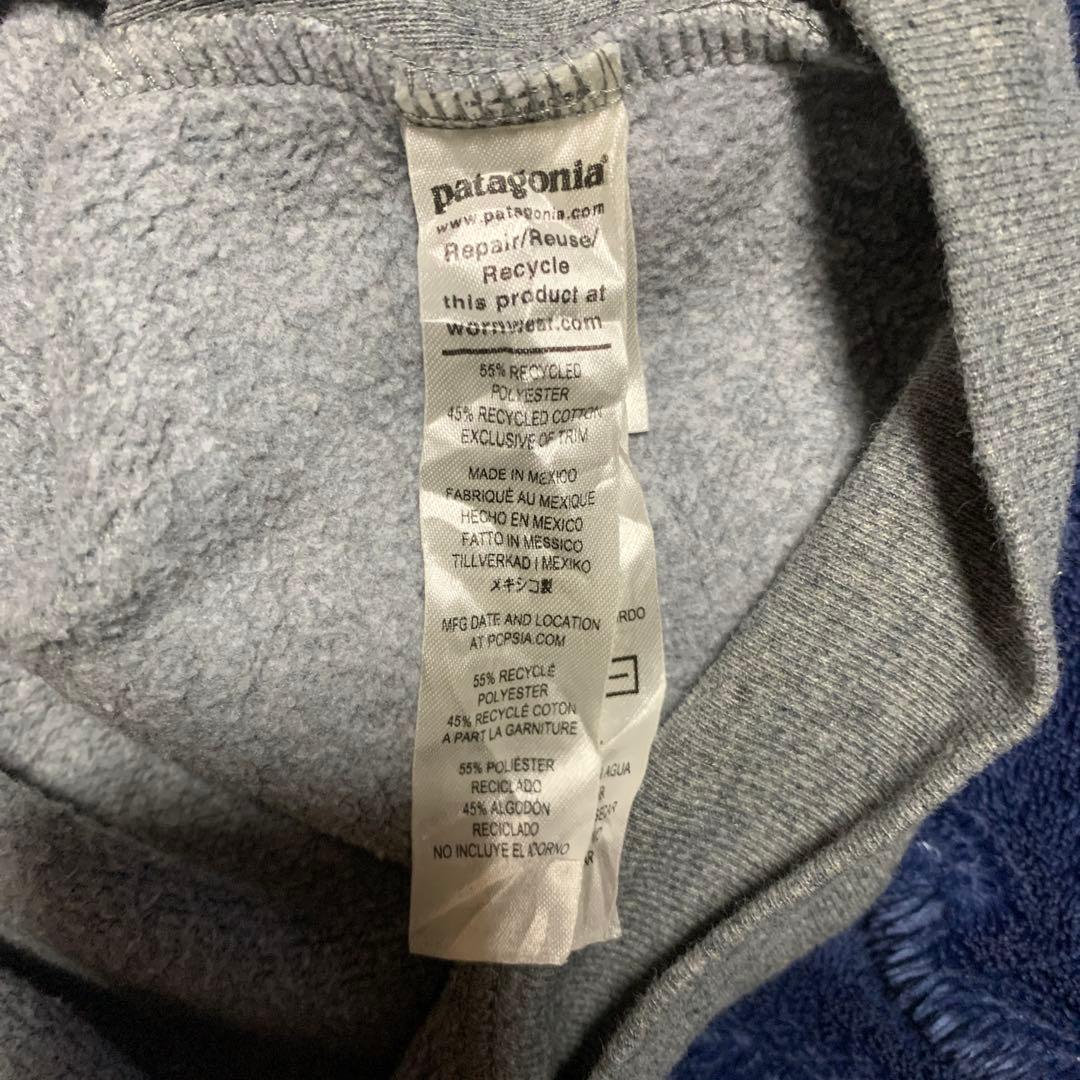 patagonia®
www.patagonia.com
Repair/Reuse/
Recycle
this product at
wornwear.com
55% RECYCLED
POLYESTER
45% RECYCLED COTTON
EXCLUSIVE OF TRIM
MADE IN MEXICO
FABRIQUÉ AU MEXIQUE
HECHO EN MEXICO
FATTO IN MESSICO
TILLVERKAD I MEXIKO
メキシコ製
MFG DATE AND LOCATION
AT PCPSIA.COM
55% RECYCLÉ
POLYESTER
45% RECYCLÉ COTON
A PART LA GARNITURE
55% POLIÉSTER
RECICLADO
45% ALGODÓN
RECICLADO
NO INCLUYE EL ADORNO
RDO
AGUA